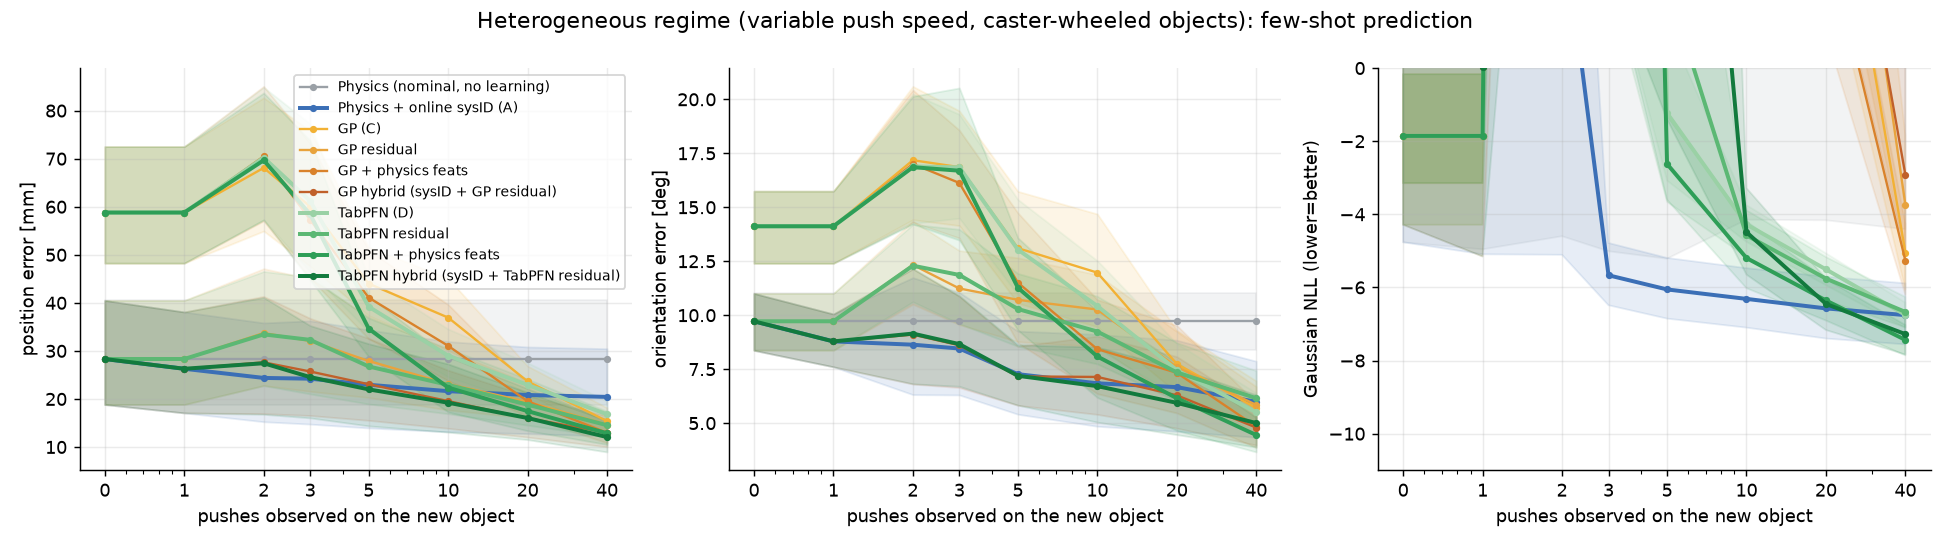 Heterogeneous regime (variable push speed, caster-wheeled objects): few-shot prediction
position error [mm]
80
70
60
50
40
30
20
10
0 1 2 3 5 10 20 40
pushes observed on the new object
Physics (nominal, no learning)
Physics + online sysID (A)
GP (C)
GP residual
GP + physics feats
GP hybrid (sysID + GP residual)
TabPFN (D)
TabPFN residual
TabPFN + physics feats
TabPFN hybrid (sysID + TabPFN residual)
orientation error [deg]
20.0
17.5
15.0
12.5
10.0
7.5
5.0
0 1 2 3 5 10 20 40
pushes observed on the new object
Gaussian NLL (lower=better)
0
−2
−4
−6
−8
−10
0 1 2 3 5 10 20 40
pushes observed on the new object